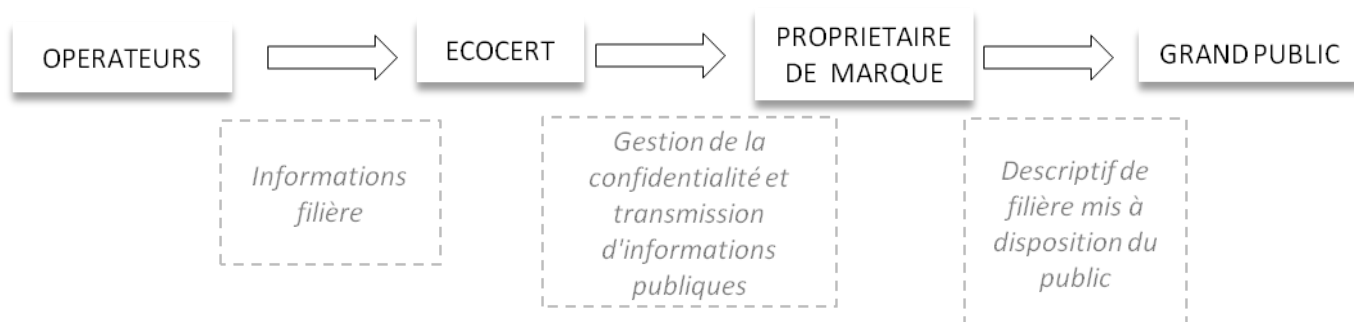 OPERATEURS
ECOCERT
PROPRIETAIRE
DE MARQUE
GRAND PUBLIC
Informations
filière
Gestion de la
confidentialité et
transmission
d'informations
publiques
Descriptif de
filière mis à
disposition du
public